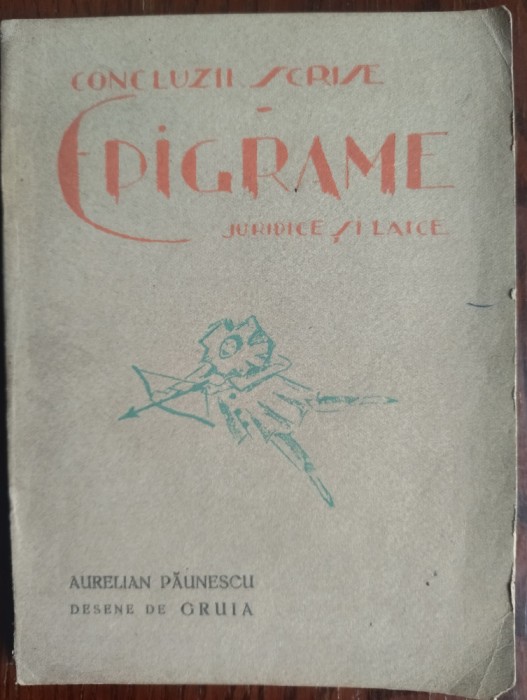 CONCLUZII SCRISE
-
EPIGRAME
JURIDICE ȘI LAICE
AURELIAN PĂUNESCU
DESENE DE GRUIA